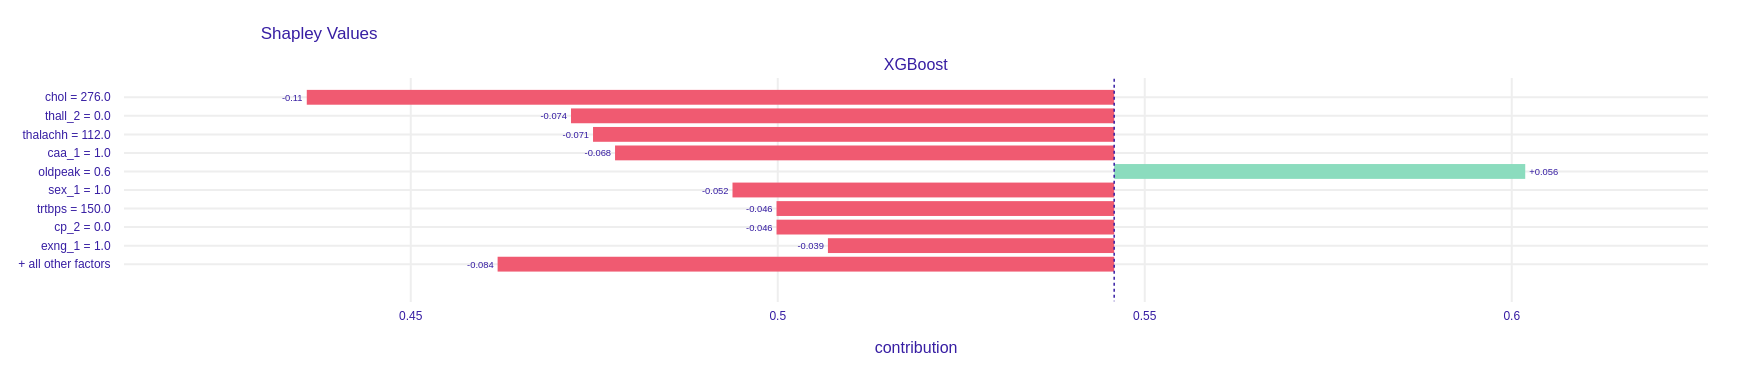 Shapley Values
XGBoost
chol = 276.0 -0.11
thall_2 = 0.0 -0.074
thalachh = 112.0 -0.071
caa_1 = 1.0 -0.068
oldpeak = 0.6 +0.056
sex_1 = 1.0 -0.052
trtbps = 150.0 -0.046
cp_2 = 0.0 -0.046
exng_1 = 1.0 -0.039
+ all other factors -0.084
0.45 0.5 0.55 0.6
contribution